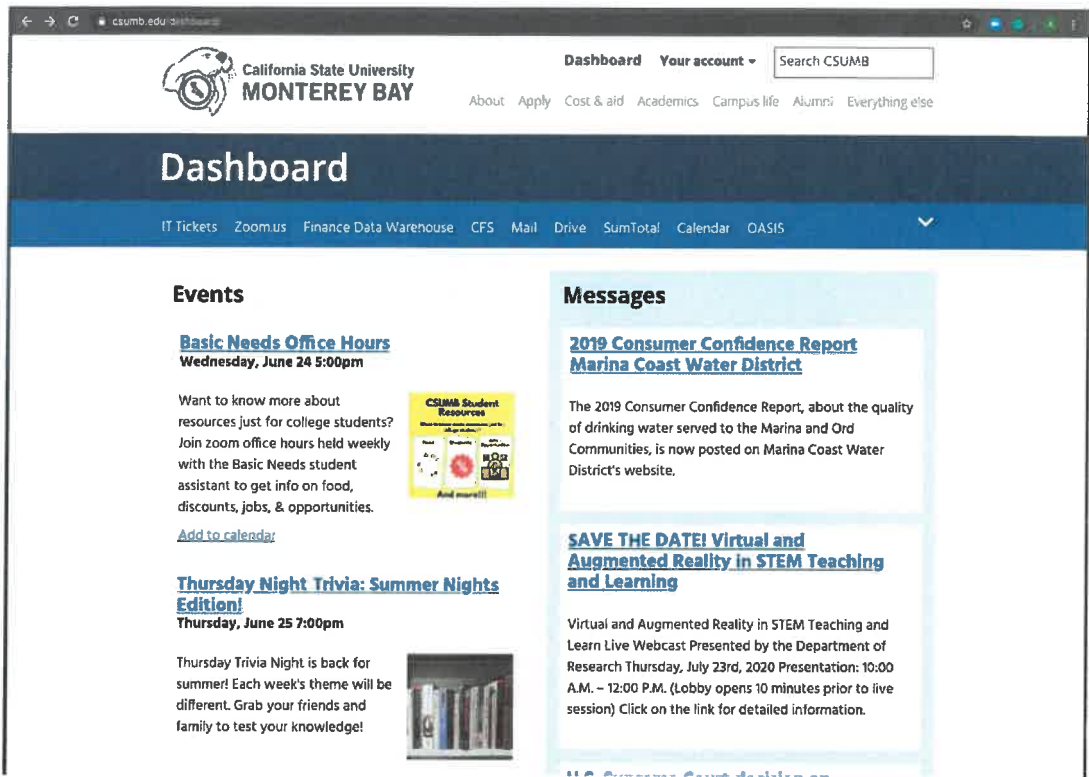 csumb.edu/dashboard
California State University
MONTEREY BAY
Dashboard Your account
Search CSUMB
About Apply Cost & aid Academics Campus life Alumni Everything else
Dashboard
IT Tickets Zoom.us Finance Data Warehouse CFS Mail Drive SumTotal Calendar OASIS
Events
Basic Needs Office Hours
Wednesday, June 24 5:00pm
Want to know more about
resources just for college students?
Join zoom office hours held weekly
with the Basic Needs student
assistant to get info on food,
discounts, jobs, & opportunities.
CSUMB Student
Resources
And more!!!
Add to calendar
Thursday Night Trivia: Summer Nights
Edition!
Thursday, June 25 7:00pm
Thursday Trivia Night is back for
summer! Each week's theme will be
different. Grab your friends and
family to test your knowledge!
Messages
2019 Consumer Confidence Report
Marina Coast Water District
The 2019 Consumer Confidence Report, about the quality
of drinking water served to the Marina and Ord
Communities, is now posted on Marina Coast Water
District's website.
SAVE THE DATE! Virtual and
Augmented Reality in STEM Teaching
and Learning
Virtual and Augmented Reality in STEM Teaching and
Learn Live Webcast Presented by the Department of
Research Thursday, July 23rd, 2020 Presentation: 10:00
A.M. – 12:00 P.M. (Lobby opens 10 minutes prior to live
session) Click on the link for detailed information.
U.S. Supreme Court decision on